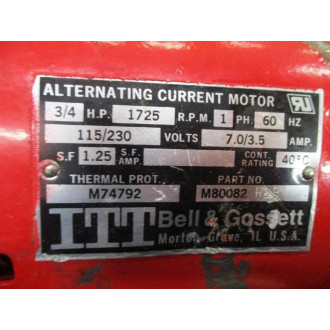 ALTERNATING CURRENT MOTOR
3/4 H.P. 1725 R.P.M. 1 PH. 60 HZ
115/230 VOLTS 7.0/3.5 AMP.
S.F 1.25 S.F. AMP. CONT. RATING 40°C
THERMAL PROT. PART NO.
M74792 M80082
ITT Bell & Gossett
Morton Grove, IL U.S.A.